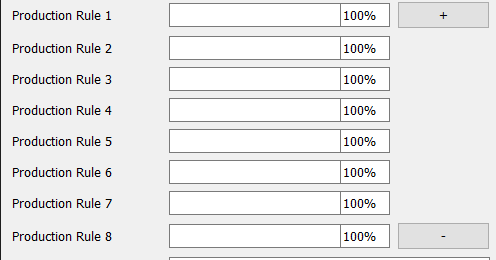 Production Rule 1 100% +
Production Rule 2 100%
Production Rule 3 100%
Production Rule 4 100%
Production Rule 5 100%
Production Rule 6 100%
Production Rule 7 100%
Production Rule 8 100% -